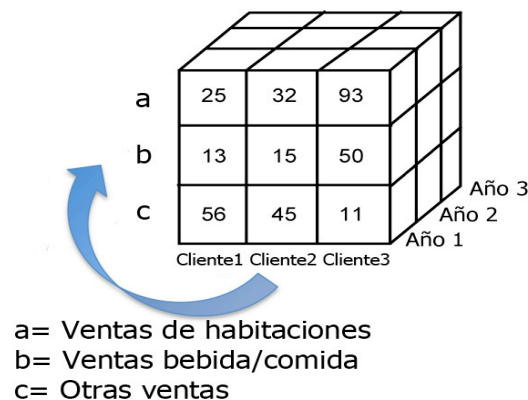 a 25 32 93
b 13 15 50
c 56 45 11
Año 3
Año 2
Año 1
Cliente1 Cliente2 Cliente3
a= Ventas de habitaciones
b= Ventas bebida/comida
c= Otras ventas